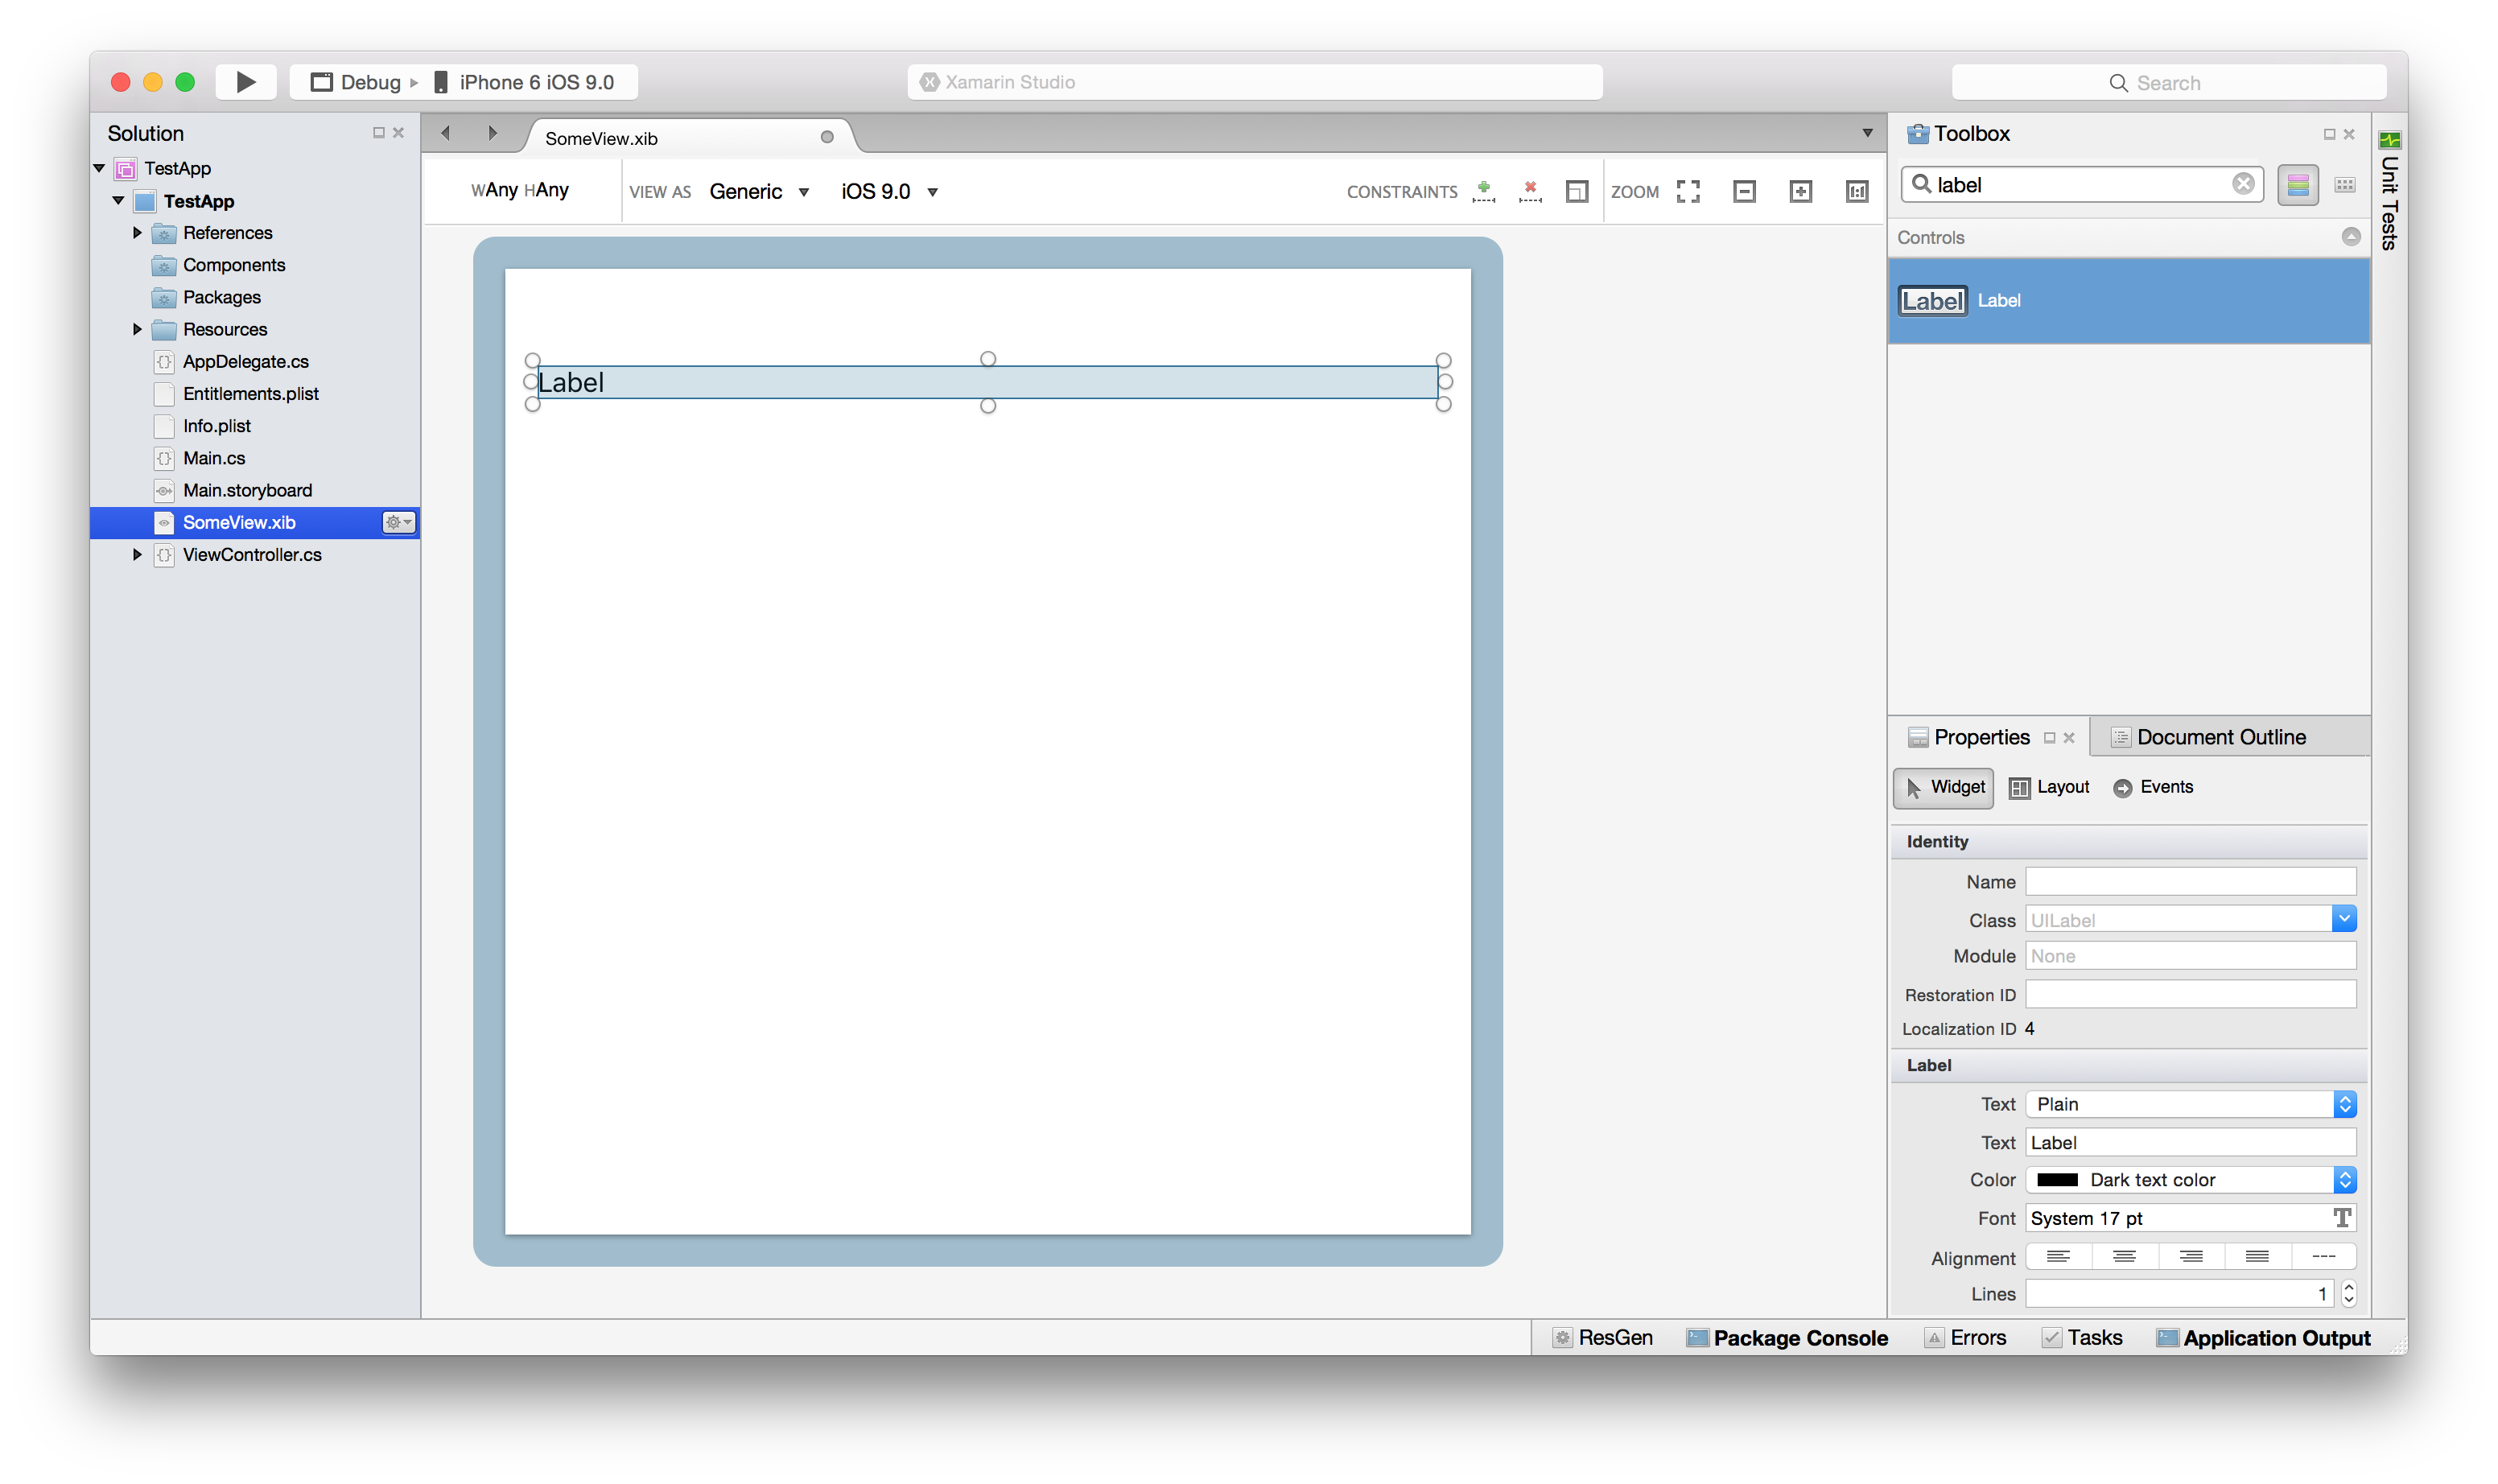 Debug iPhone 6 iOS 9.0
Xamarin Studio
Search
Solution
TestApp
TestApp
References
Components
Packages
Resources
AppDelegate.cs
Entitlements.plist
Info.plist
Main.cs
Main.storyboard
SomeView.xib
ViewController.cs
SomeView.xib
wAny HAny
VIEW AS Generic iOS 9.0
CONSTRAINTS
ZOOM
1:1
Label
Toolbox
label
Controls
Label Label
Unit Tests
Properties
Document Outline
Widget Layout Events
Identity
Name
Class UILabel
Module None
Restoration ID
Localization ID 4
Label
Text Plain
Text Label
Color Dark text color
Font System 17 pt T
Alignment
Lines 1
ResGen Package Console Errors Tasks Application Output